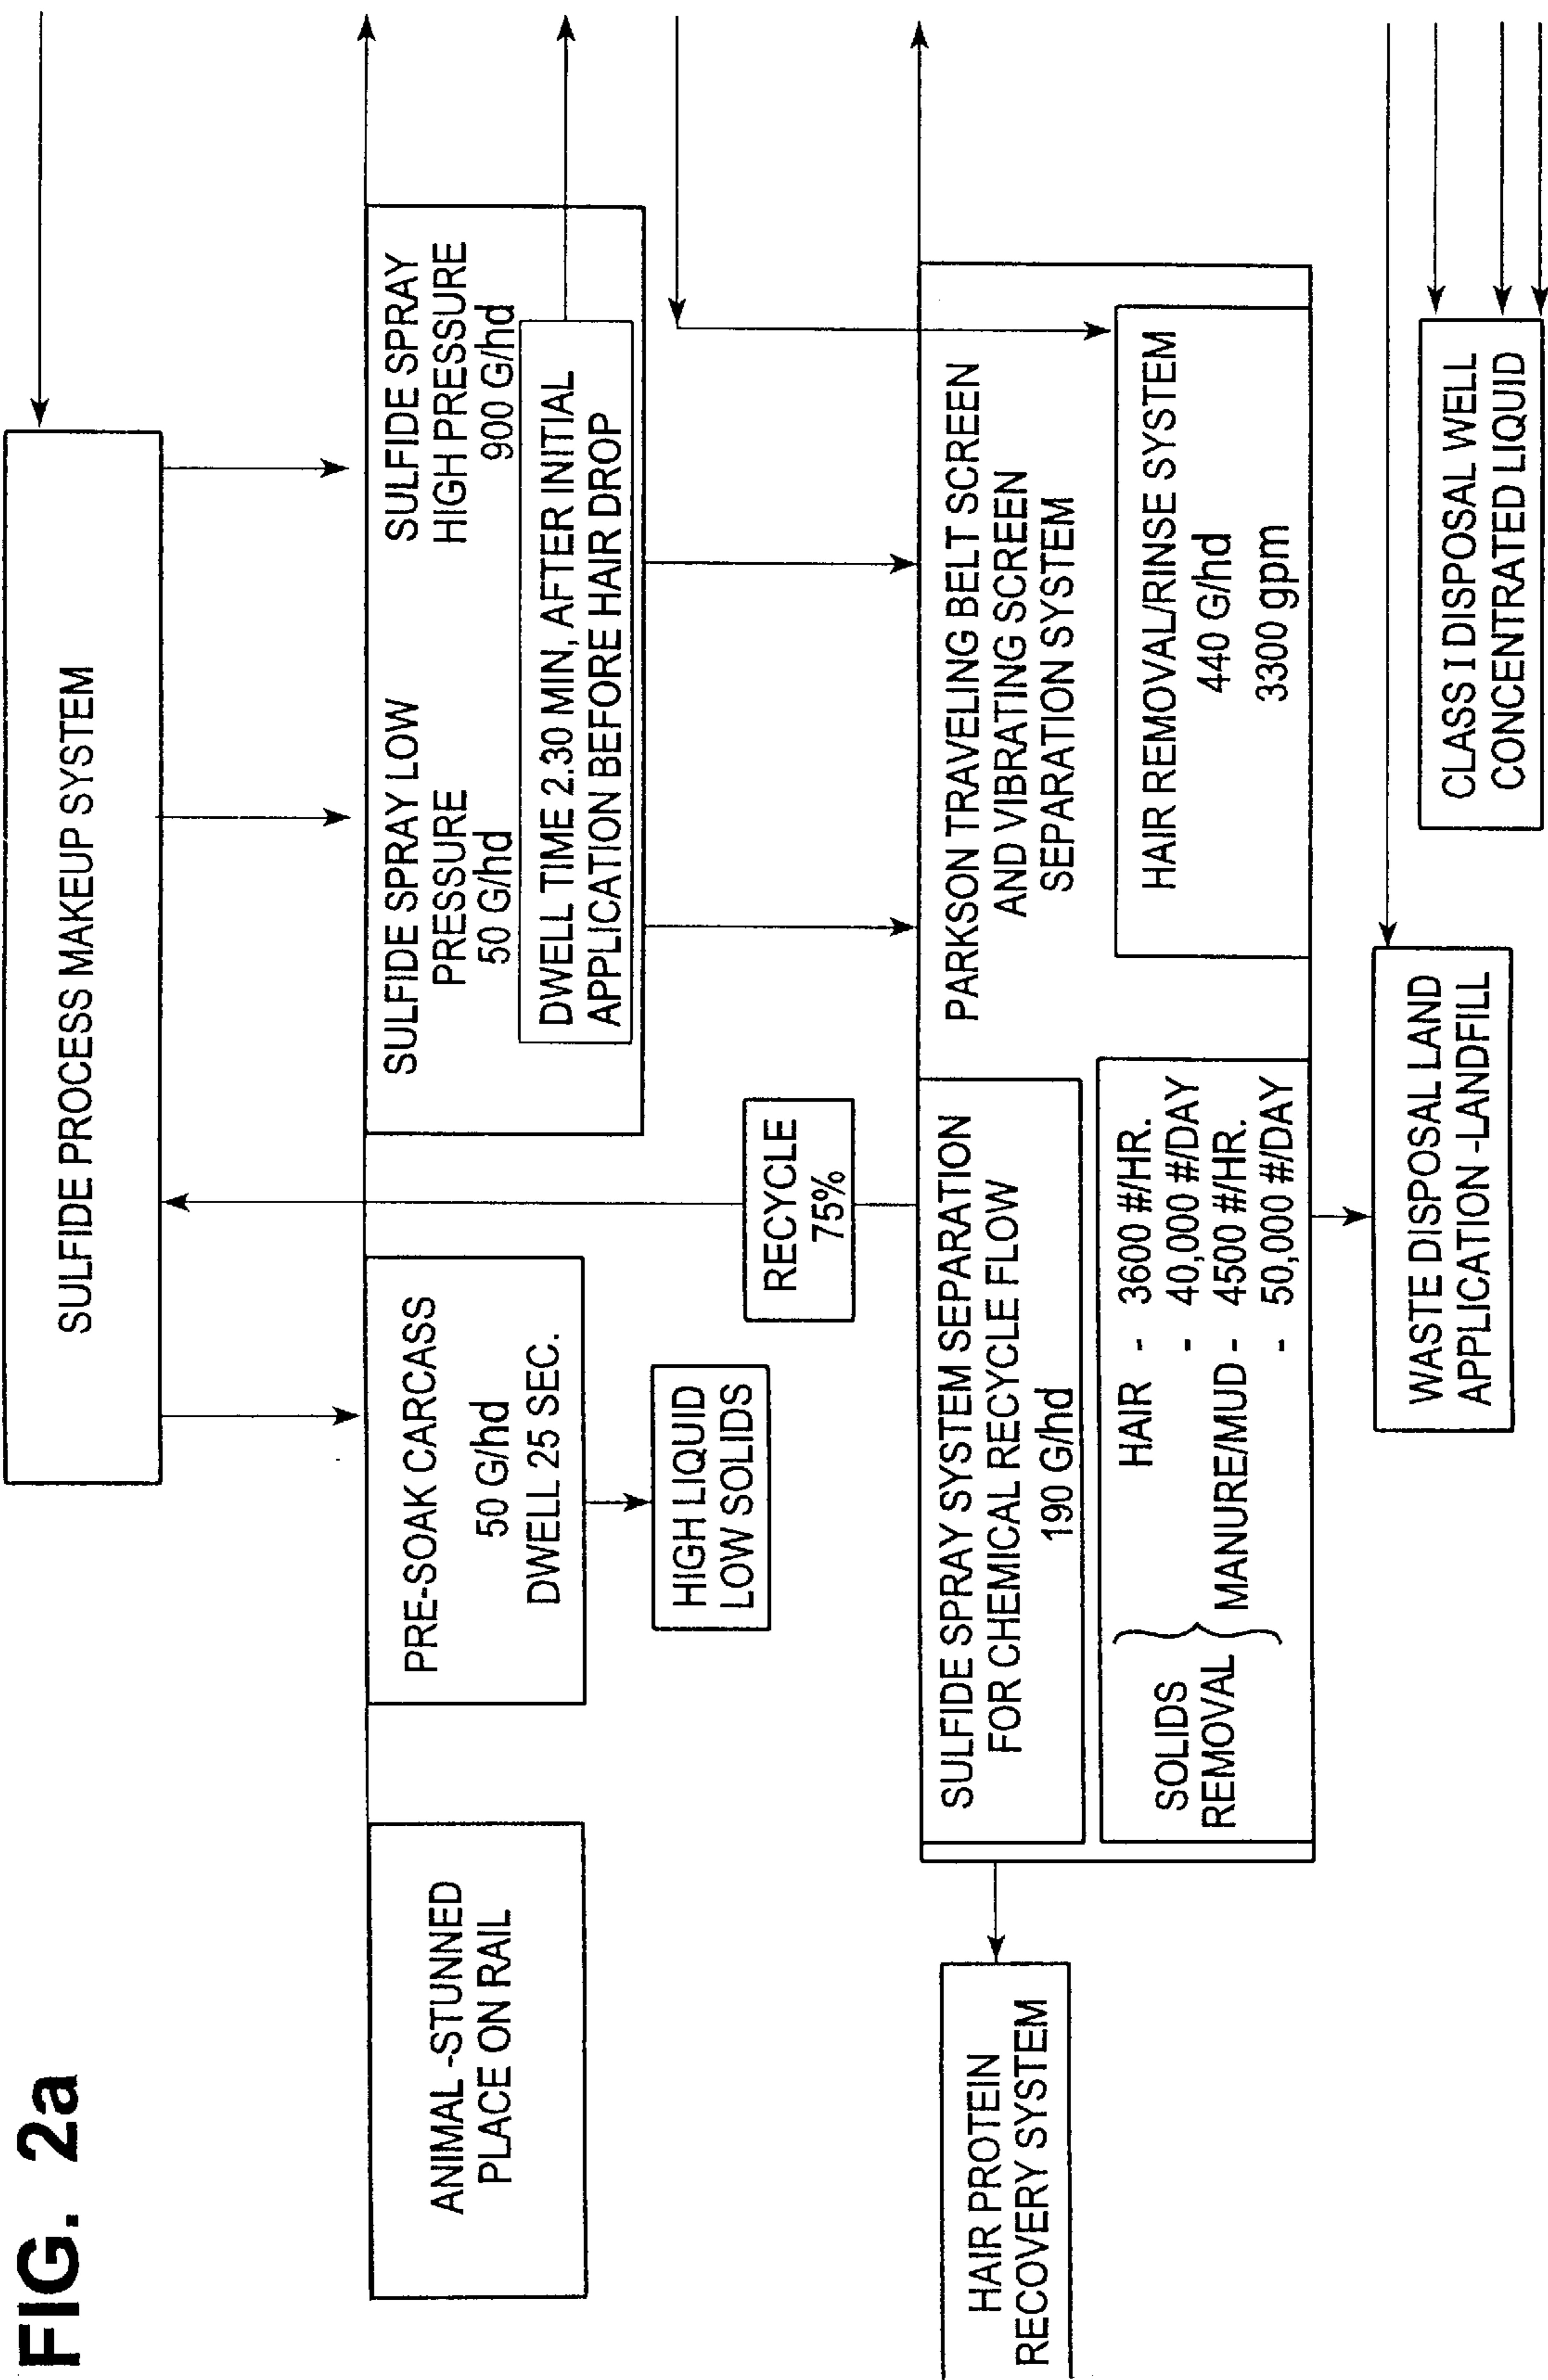 FIG. 2a
SULFIDE PROCESS MAKEUP SYSTEM
ANIMAL -STUNNED
PLACE ON RAIL
PRE-SOAK CARCASS
50 G/hd
DWELL 25 SEC.
HIGH LIQUID
LOW SOLIDS
SULFIDE SPRAY LOW
PRESSURE
50 G/hd
SULFIDE SPRAY
HIGH PRESSURE
900 G/hd
DWELL TIME 2.30 MIN, AFTER INITIAL
APPLICATION BEFORE HAIR DROP
RECYCLE
75%
HAIR PROTEIN
RECOVERY SYSTEM
SULFIDE SPRAY SYSTEM SEPARATION
FOR CHEMICAL RECYCLE FLOW
190 G/hd
SOLIDS
REMOVAL
HAIR - 3600 #/HR.
- 40,000 #/DAY
MANURE/MUD - 4500 #/HR.
- 50,000 #/DAY
PARKSON TRAVELING BELT SCREEN
AND VIBRATING SCREEN
SEPARATION SYSTEM
HAIR REMOVAL/RINSE SYSTEM
440 G/hd
3300 gpm
WASTE DISPOSAL LAND
APPLICATION -LANDFILL
CLASS I DISPOSAL WELL
CONCENTRATED LIQUID